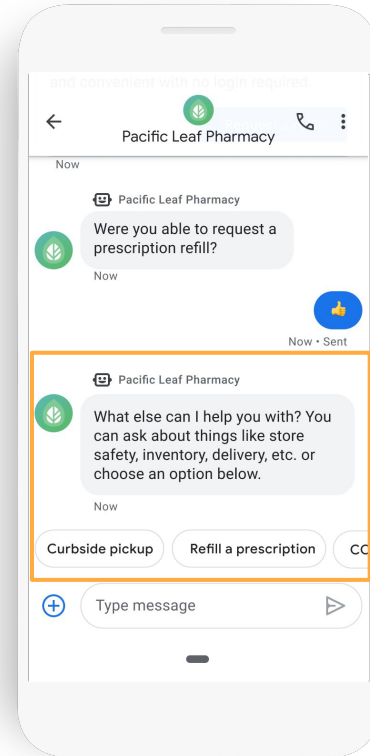 and convenient with no login required.
Pacific Leaf Pharmacy
Now
Pacific Leaf Pharmacy
Were you able to request a
prescription refill?
Now
👍
Now • Sent
Pacific Leaf Pharmacy
What else can I help you with? You
can ask about things like store
safety, inventory, delivery, etc. or
choose an option below.
Now
Curbside pickup Refill a prescription CO
Type message